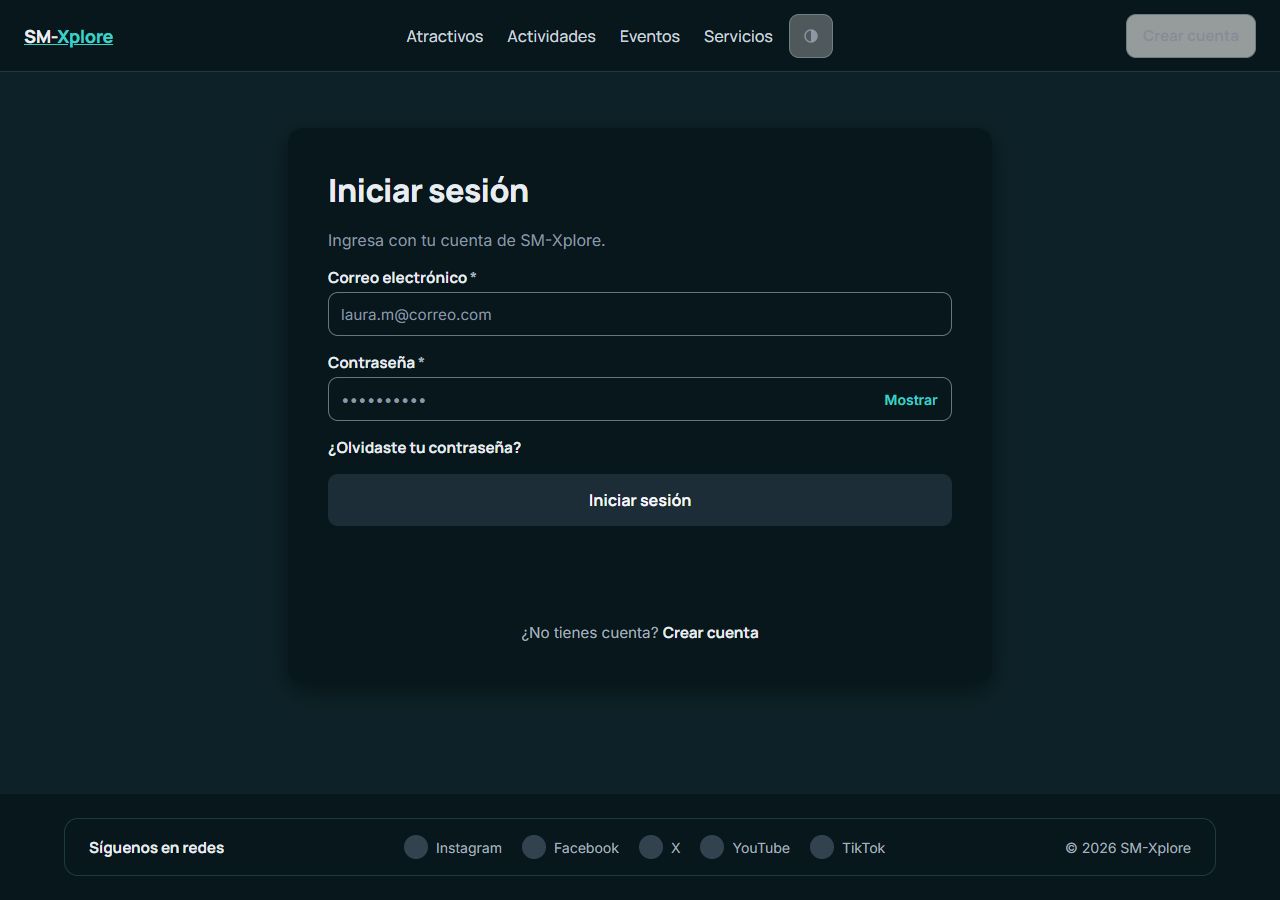 SM-Xplore
Atractivos Actividades Eventos Servicios
Crear cuenta
Iniciar sesión
Ingresa con tu cuenta de SM-Xplore.
Correo electrónico *
laura.m@correo.com
Contraseña *
••••••••••
Mostrar
¿Olvidaste tu contraseña?
Iniciar sesión
¿No tienes cuenta? Crear cuenta
Síguenos en redes
Instagram Facebook X YouTube TikTok
© 2026 SM-Xplore